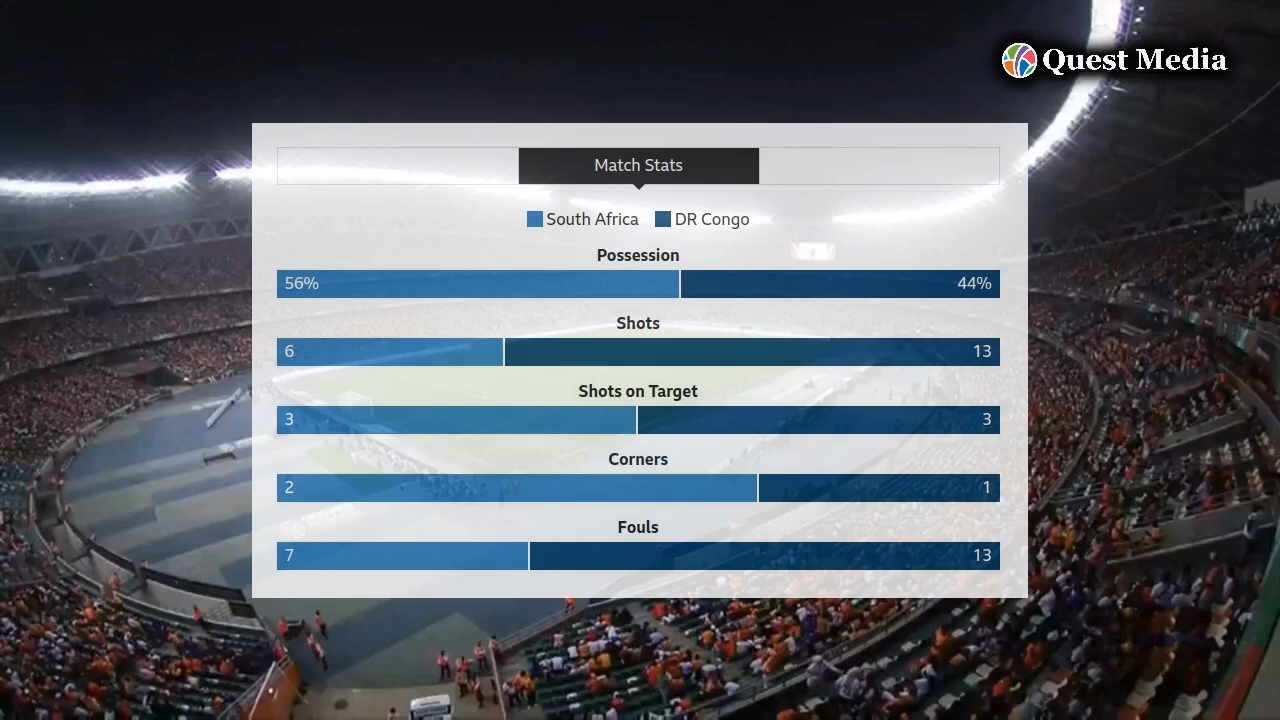 Quest Media
Match Stats
South Africa DR Congo
Possession
56% 44%
Shots
6 13
Shots on Target
3 3
Corners
2 1
Fouls
7 13